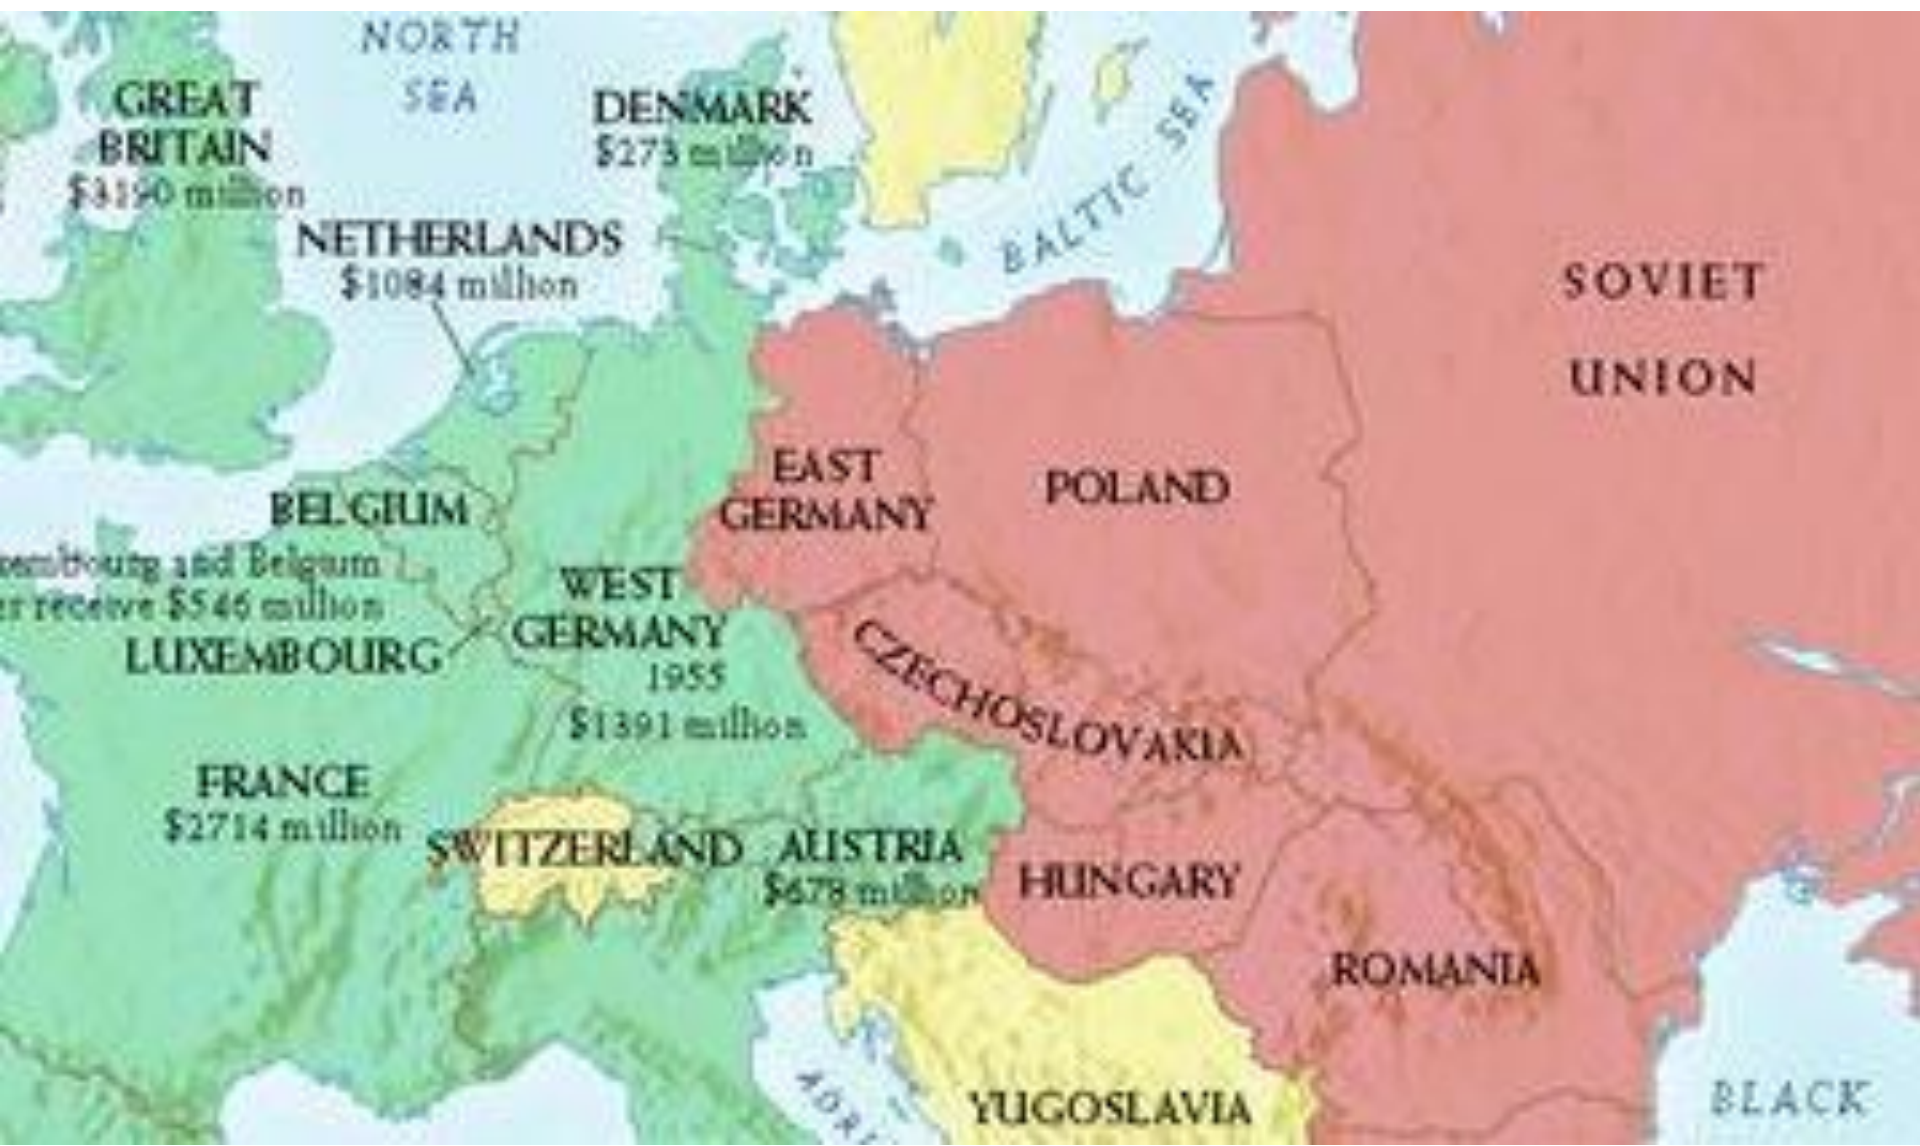 NORTH
SEA
GREAT
BRITAIN
$3190 million
DENMARK
$273 million
NETHERLANDS
$1084 million
BALTIC SEA
SOVIET
UNION
EAST
GERMANY
POLAND
BELGIUM
and Belgium
receive $546 million
LUXEMBOURG
WEST
GERMANY
1955
$1391 million
CZECHOSLOVAKIA
FRANCE
$2714 million
SWITZERLAND
AUSTRIA
$678 million
HUNGARY
ROMANIA
YUGOSLAVIA
BLACK